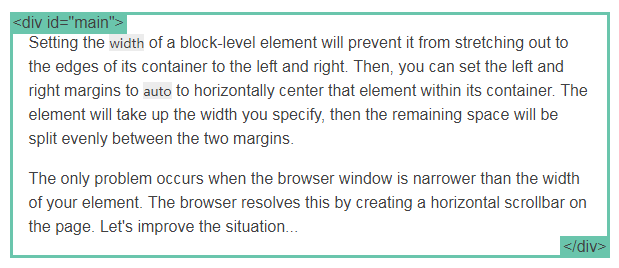 <div id="main">
Setting the width of a block-level element will prevent it from stretching out to
the edges of its container to the left and right. Then, you can set the left and
right margins to auto to horizontally center that element within its container. The
element will take up the width you specify, then the remaining space will be
split evenly between the two margins.
The only problem occurs when the browser window is narrower than the width
of your element. The browser resolves this by creating a horizontal scrollbar on
the page. Let's improve the situation...
</div>